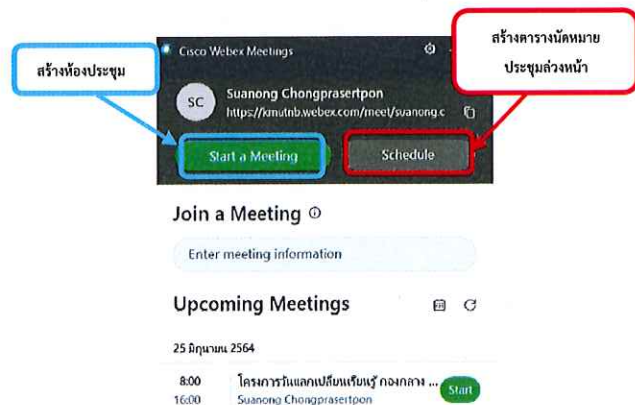 สร้างห้องประชุม
สร้างตารางนัดหมาย
ประชุมล่วงหน้า
Cisco Webex Meetings
SC
Suanong Chongprasertpon
https://kmutnb.webex.com/meet/suanong.c
Start a Meeting
Schedule
Join a Meeting
Enter meeting information
Upcoming Meetings
25 มิถุนายน 2564
8:00 โครงการวันแลกเปลี่ยนเรียนรู้ กองกลาง ...
16:00 Suanong Chongprasertpon
Start